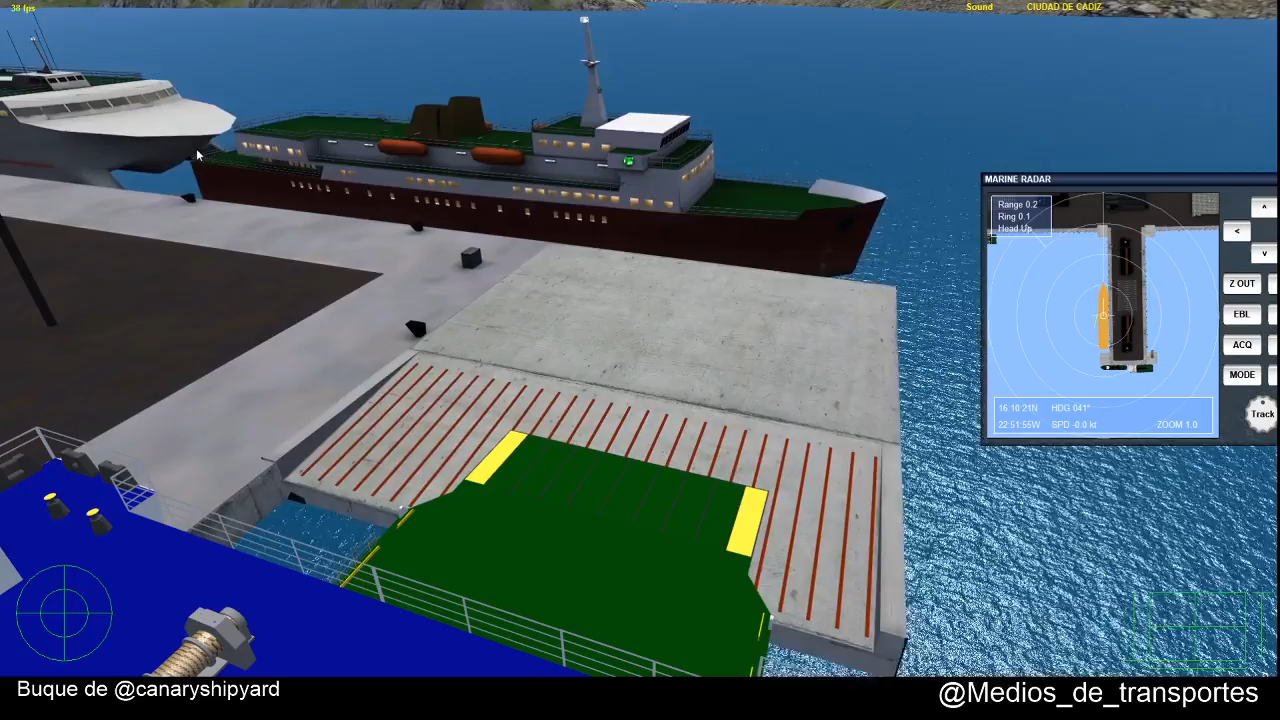 38 fps
Sound
CIUDAD DE CADIZ
MARINE RADAR
Range 0.2
Ring 0.1
Head Up
^
<
v
Z OUT
EBL
ACQ
MODE
Track
16 10 21N HDG 041°
22 51:55W SPD -0.0 kt ZOOM 1.0
Buque de @canaryshipyard
@Medios_de_transportes